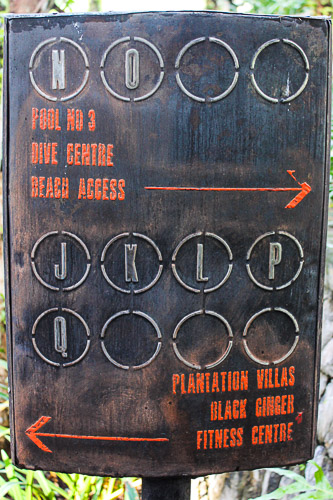 N O
POOL NO 3
DIVE CENTRE
BEACH ACCESS
J K L P
Q
PLANTATION VILLAS
BLACK GINGER
FITNESS CENTRE